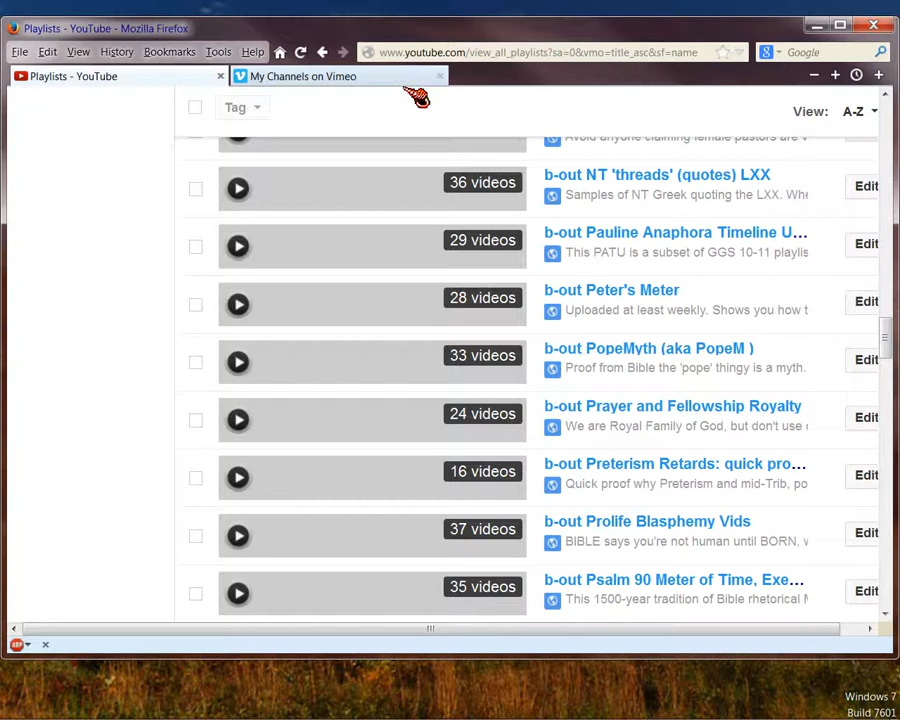 Playlists - YouTube - Mozilla Firefox
File Edit View History Bookmarks Tools Help
www.youtube.com/view_all_playlists?sa=0&vmo=title_asc&sf=name
Google
Playlists - YouTube
My Channels on Vimeo
Tag
View: A-Z
Avoid anyone claiming female pastors are v
36 videos
b-out NT 'threads' (quotes) LXX
Samples of NT Greek quoting the LXX. Whe
Edit
29 videos
b-out Pauline Anaphora Timeline U...
This PATU is a subset of GGS 10-11 playlis
Edit
28 videos
b-out Peter's Meter
Uploaded at least weekly. Shows you how t
Edit
33 videos
b-out PopeMyth (aka PopeM )
Proof from Bible the 'pope' thingy is a myth.
Edit
24 videos
b-out Prayer and Fellowship Royalty
We are Royal Family of God, but don't use
Edit
16 videos
b-out Preterism Retards: quick pro...
Quick proof why Preterism and mid-Trib, po
Edit
37 videos
b-out Prolife Blasphemy Vids
BIBLE says you're not human until BORN,
Edit
35 videos
b-out Psalm 90 Meter of Time, Exe...
This 1500-year tradition of Bible rhetorical
Edit
Windows 7
Build 7601